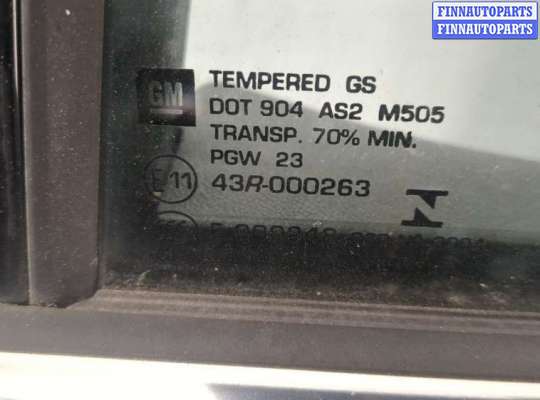 FINNAUTOPARTS
FINNAUTOPARTS
GM
TEMPERED GS
DOT 904 AS2 M505
TRANSP. 70% MIN.
PGW 23
E11 43R-000263